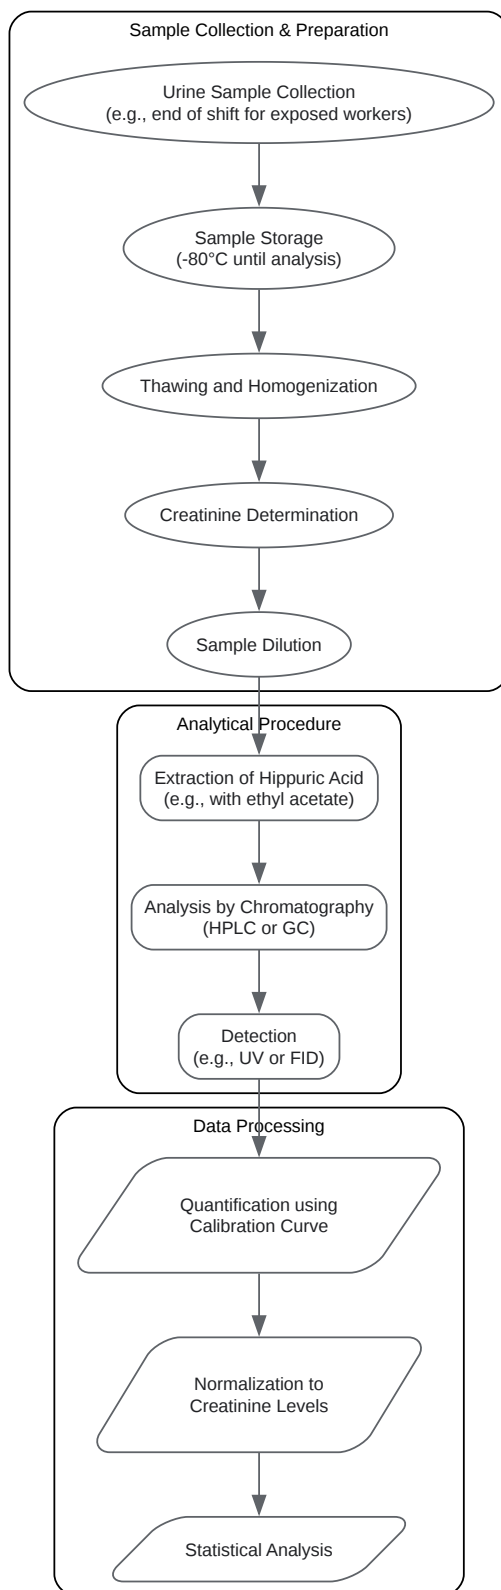 Sample Collection & Preparation
Urine Sample Collection
(e.g., end of shift for exposed workers)
Sample Storage
(-80°C until analysis)
Thawing and Homogenization
Creatinine Determination
Sample Dilution
Analytical Procedure
Extraction of Hippuric Acid
(e.g., with ethyl acetate)
Analysis by Chromatography
(HPLC or GC)
Detection
(e.g., UV or FID)
Data Processing
Quantification using
Calibration Curve
Normalization to
Creatinine Levels
Statistical Analysis